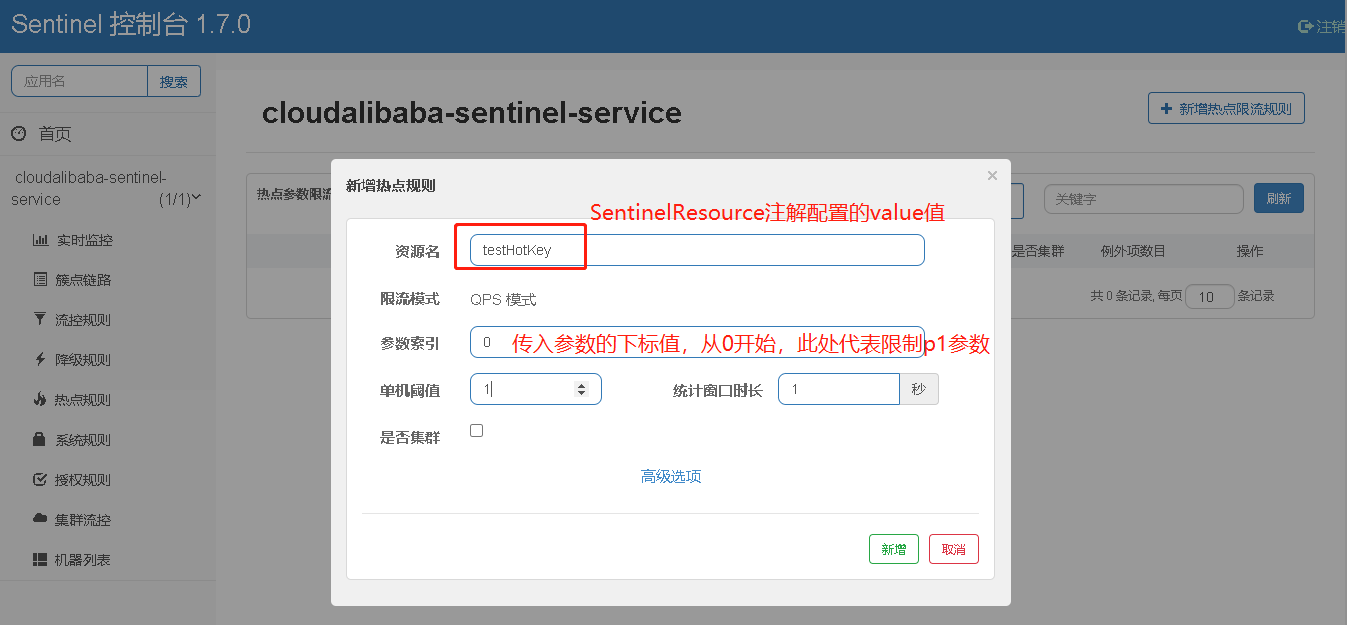 Sentinel 控制台 1.7.0
注销
应用名 搜索
首页
cloudalibaba-sentinel-service (1/1)
实时监控
簇点链路
流控规则
降级规则
热点规则
系统规则
授权规则
集群流控
机器列表
cloudalibaba-sentinel-service
新增热点限流规则
热点参数限流
关键字 刷新
是否集群 例外项数目 操作
共 0 条记录, 每页 10 条记录
新增热点规则 ×
SentinelResource注解配置的value值
资源名 testHotKey
限流模式 QPS 模式
参数索引 0 传入参数的下标值，从0开始，此处代表限制p1参数
单机阈值 1 统计窗口时长 1 秒
是否集群
高级选项
新增 取消